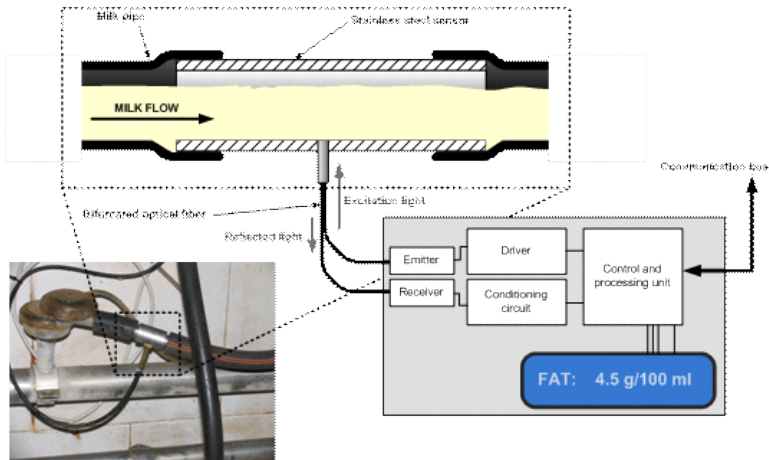 Milk pipe
Stainless steel sensor
MILK FLOW
Communication bus
Bifurcated optical fiber
Excitation light
Reflected light
Emitter
Driver
Receiver
Conditioning
circuit
Control and
processing unit
FAT: 4.5 g/100 ml